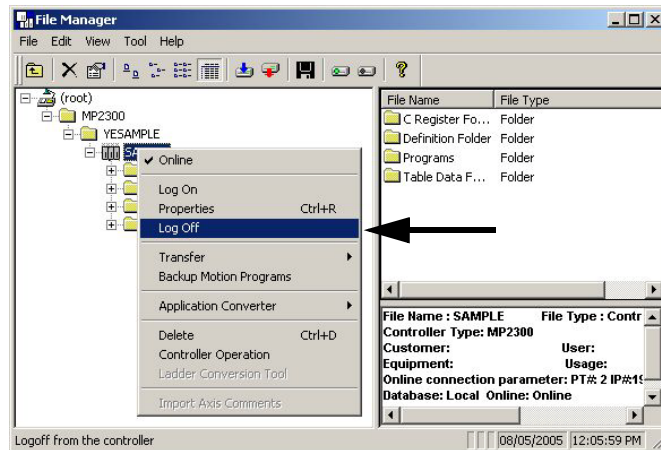 File Manager
File Edit View Tool Help
(root)
MP2300
YESAMPLE
Online
Log On
Properties Ctrl+R
Log Off
Transfer
Backup Motion Programs
Application Converter
Delete Ctrl+D
Controller Operation
Ladder Conversion Tool
Import Axis Comments
File Name File Type
C Register Fo... Folder
Definition Folder Folder
Programs Folder
Table Data F... Folder
File Name : SAMPLE File Type : Contr
Controller Type: MP2300
Customer: User:
Equipment: Usage:
Online connection parameter: PT#: 2 IP#:19
Database: Local Online: Online
Logoff from the controller
08/05/2005 12:05:59 PM